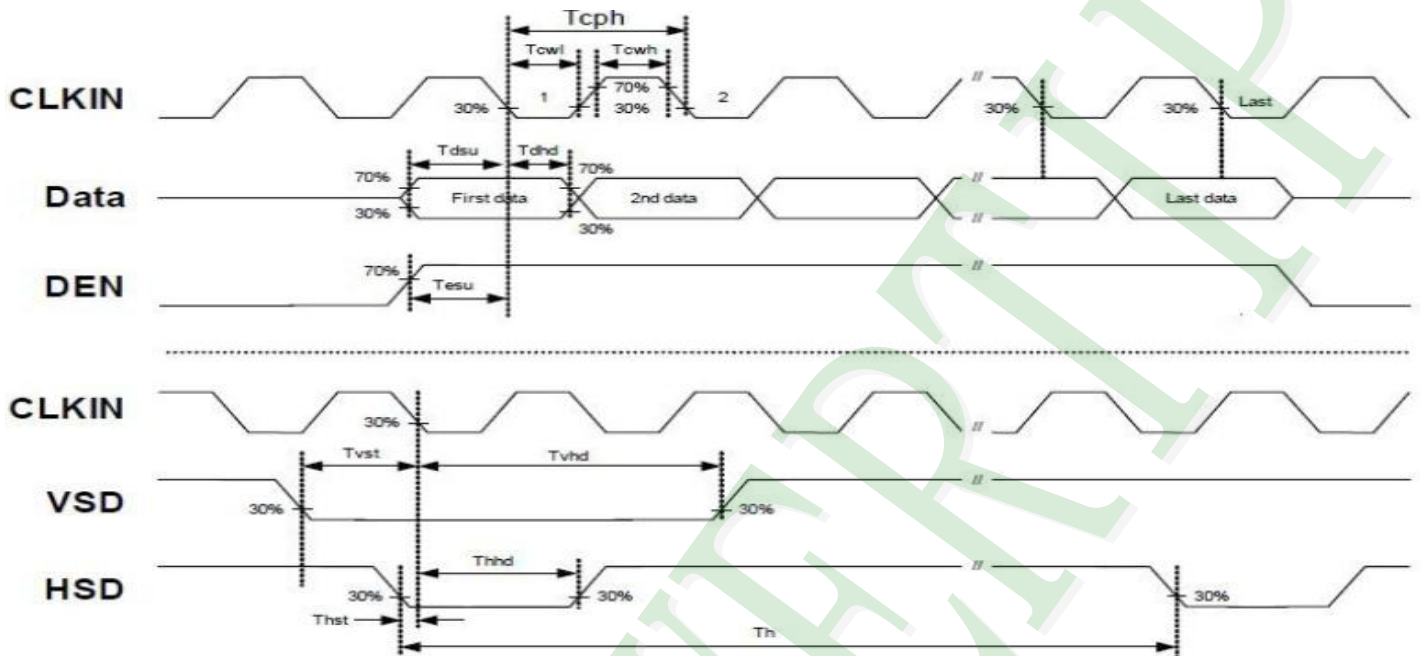 Tcph
Tcwl Tcwh
CLKIN 30% 1 70% 30% 2 30% 30% Last
Tdsu Tdhd
Data 70% 30% First data 70% 30% 2nd data Last data
DEN 70%
Tesu
CLKIN
30%
Tvst Tvhd
VSD 30% 30%
Thhd
HSD 30% 30% 30%
Thst
Th